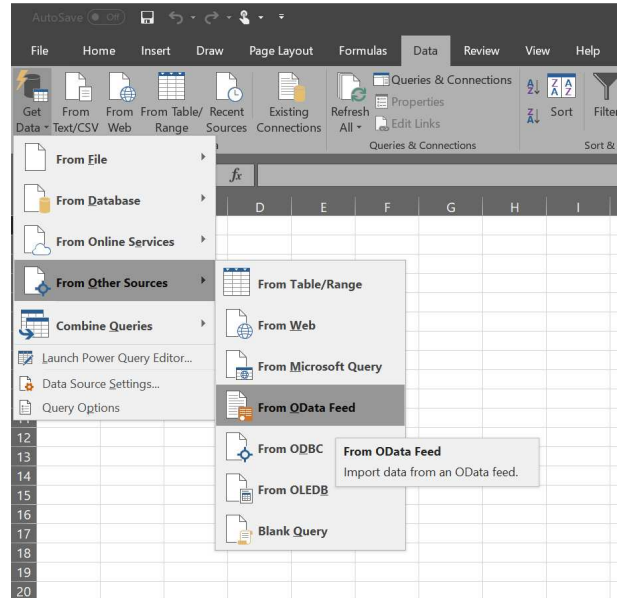 AutoSave Off
File Home Insert Draw Page Layout Formulas Data Review View Help
Get Data
From Text/CSV
From Web
From Table/ Range
Recent Sources
Existing Connections
Refresh All
Queries & Connections
Properties
Edit Links
Queries & Connections
Sort
Filter
Sort &
From File
From Database
From Online Services
From Other Sources
Combine Queries
Launch Power Query Editor...
Data Source Settings...
Query Options
fx
D E F G H I
From Table/Range
From Web
From Microsoft Query
From OData Feed
From ODBC
From OLEDB
Blank Query
From OData Feed
Import data from an OData feed.
12
13
14
15
16
17
18
19
20